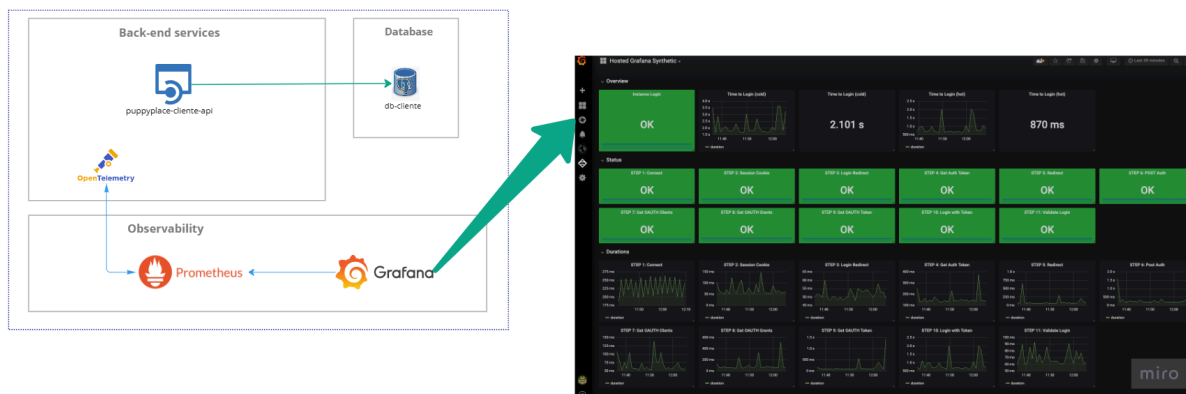 Back-end services
Database
puppyplace-cliente-api
db-cliente
OpenTelemetry
Observability
Prometheus
Grafana
Hosted Grafana Synthetic
Overview
Instance Login
OK
Time to Login (cold)
Time to Login (cold)
2.101 s
Time to Login (hot)
Time to Login (hot)
870 ms
Status
STEP 1: Connect
OK
STEP 2: Session Cookie
OK
STEP 3: Login Redirect
OK
STEP 4: Get Auth Token
OK
STEP 5: Redirect
OK
STEP 6: POST Auth
OK
STEP 7: Get OAUTH Clients
OK
STEP 8: Get OAUTH Grants
OK
STEP 9: Get OAUTH Token
OK
STEP 10: Login with Token
OK
STEP 11: Validate Login
OK
Durations
STEP 1: Connect
STEP 2: Session Cookie
STEP 3: Login Redirect
STEP 4: Get Auth Token
STEP 5: Redirect
STEP 6: Post Auth
STEP 7: Get OAUTH Clients
STEP 8: Get OAUTH Grants
STEP 9: Get OAUTH Token
STEP 10: Login with Token
STEP 11: Validate Login
miro